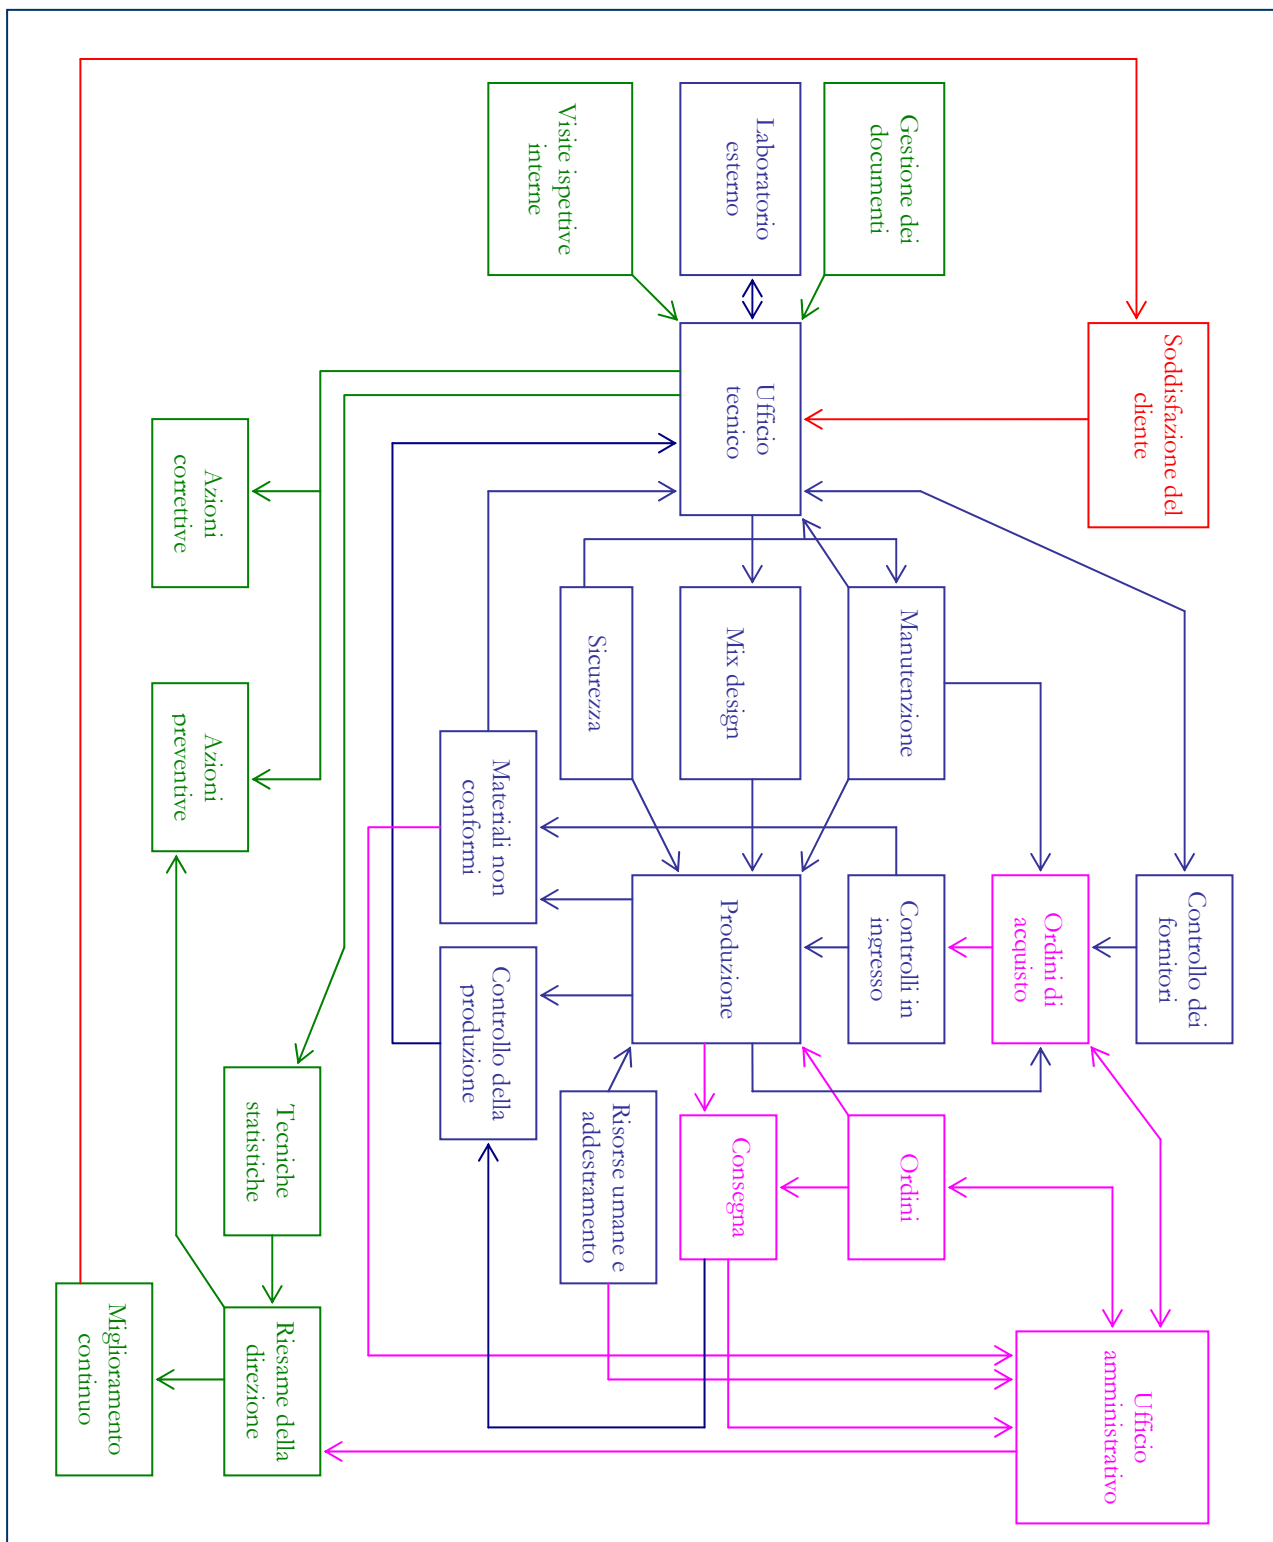 Soddisfazione del
cliente
Controllo dei
fornitori
Ufficio
amministrativo
Ordini di
acquisto
Gestione dei
documenti
Manutenzione
Controlli in
ingresso
Ordini
Laboratorio
esterno
Ufficio
tecnico
Mix design
Produzione
Consegna
Visite ispettive
interne
Sicurezza
Risorse umane e
addestramento
Materiali non
conformi
Controllo della
produzione
Tecniche
statistiche
Riesame della
direzione
Azioni
correttive
Azioni
preventive
Miglioramento
continuo